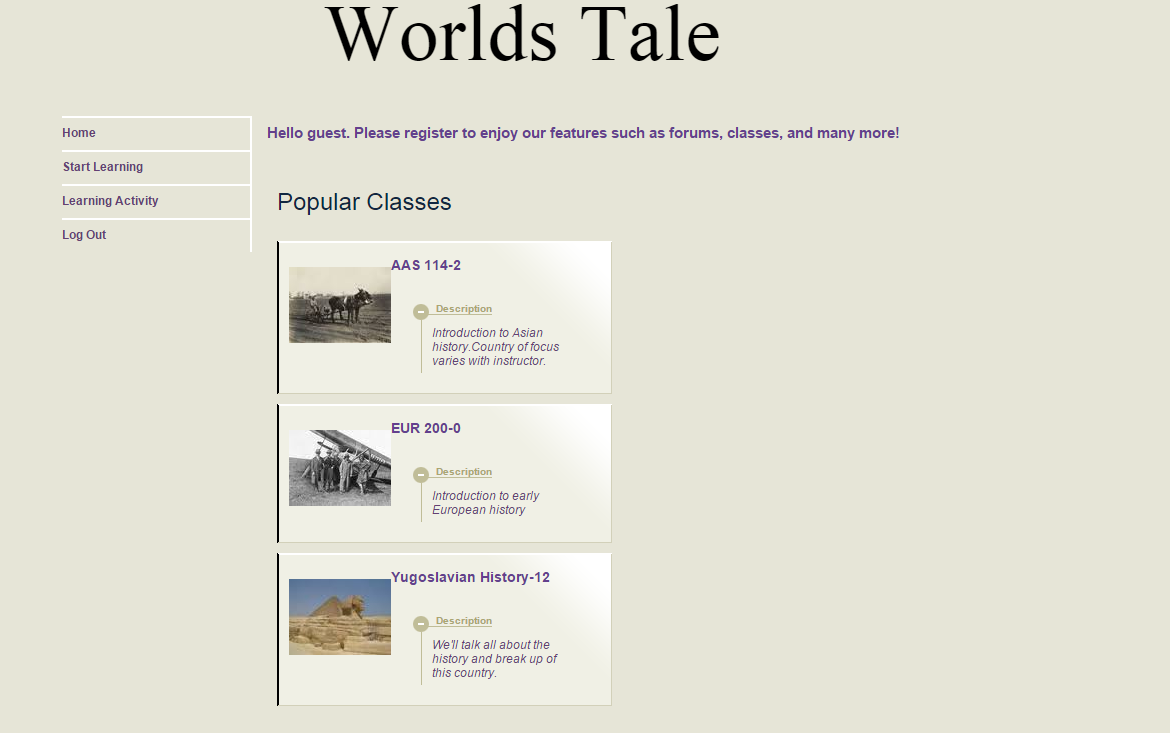 Worlds Tale
Home
Start Learning
Learning Activity
Log Out
Hello guest. Please register to enjoy our features such as forums, classes, and many more!
Popular Classes
AAS 114-2
Description
Introduction to Asian
history.Country of focus
varies with instructor.
EUR 200-0
Description
Introduction to early
European history
Yugoslavian History-12
Description
We'll talk all about the
history and break up of
this country.